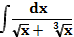 ∫ dx / (√x + ∛x)